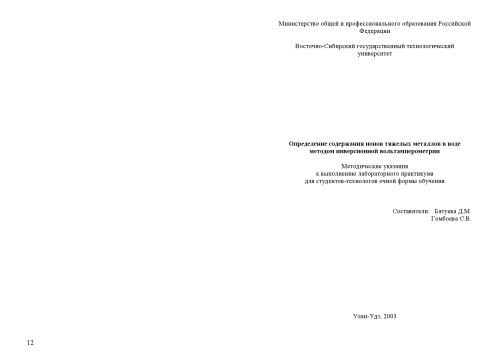 Министерство общей и профессионального образования Российской
Федерации
Восточно-Сибирский государственный технологический
университет
Определение содержания ионов тяжелых металлов в воде
методом инверсионной вольтамперометрии
Методические указания
к выполнению лабораторного практикума
для студентов-технологов очной формы обучения
Составители: Батуева Д.М.
Гомбоева С.В.
Улан-Удэ, 2003
12